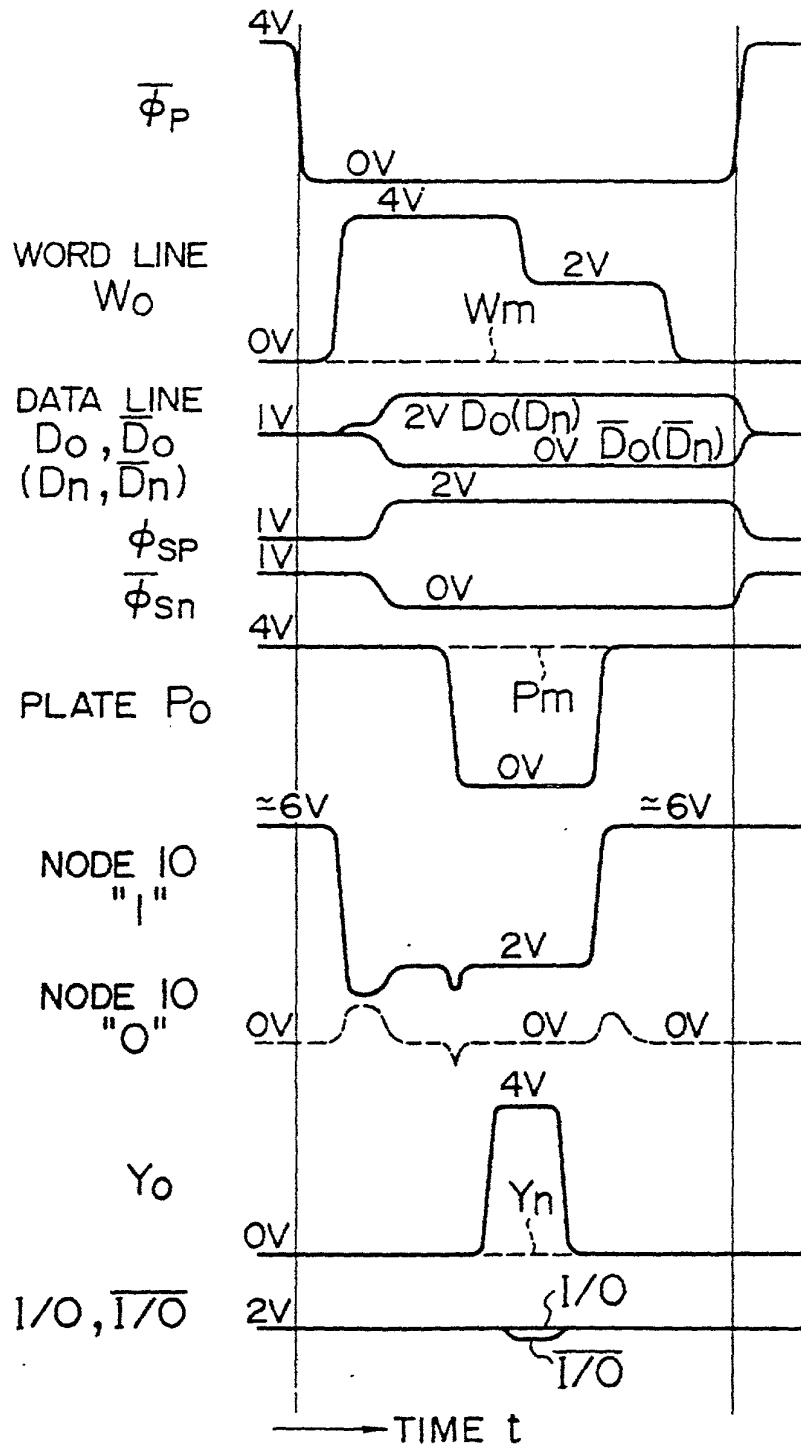 4V
φ̅P
0V
4V
WORD LINE
W0
2V
Wm
0V
DATA LINE
D0, D̅0
(Dn, D̅n)
1V
2V D0(Dn)
0V D̅0(D̅n)
2V
1V
φSP
1V
φ̅Sn
0V
4V
PLATE P0
Pm
0V
≃6V
≃6V
NODE 10
"1"
2V
NODE 10
"0"
0V
0V
0V
4V
Y0
Yn
0V
I/O, I̅/̅O̅
2V
I/O
I̅/̅O̅
TIME t